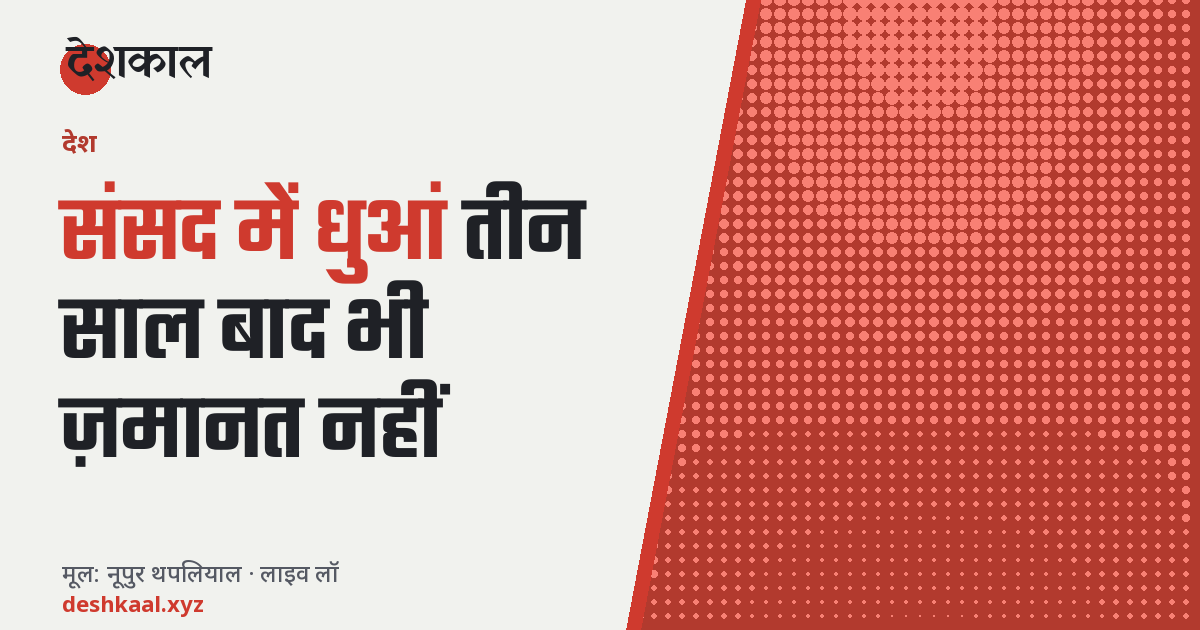 देशकाल
देश
संसद में धुआं तीन
साल बाद भी
ज़मानत नहीं
मूल: नूपुर थपलियाल · लाइव लॉ
deshkaal.xyz